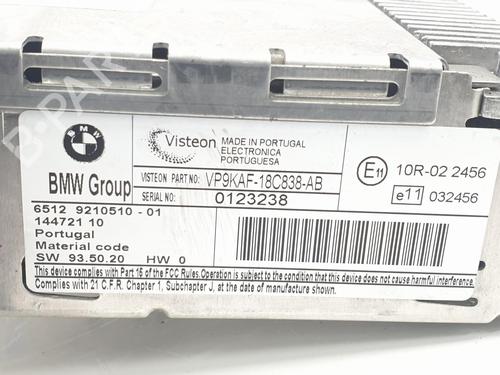 B-PARTS
BMW
BMW Group
Visteon
MADE IN PORTUGAL
ELECTRONICA
PORTUGUESA
VISTEON PART NO: VP9KAF-18C838-AB
SERIAL NO: 0123238
E11 10R-02 2456
e11 032456
6512 9210510 - 01
144721 10
Portugal
Material code
SW 93.50.20 HW 0
This device complies with Part 15 of the FCC Rules. Operation is subject to condition that this device does not cause harmful interference.
Complies with 21 C.F.R. Chapter 1, Subchapter J, at the date of manufacture shown.